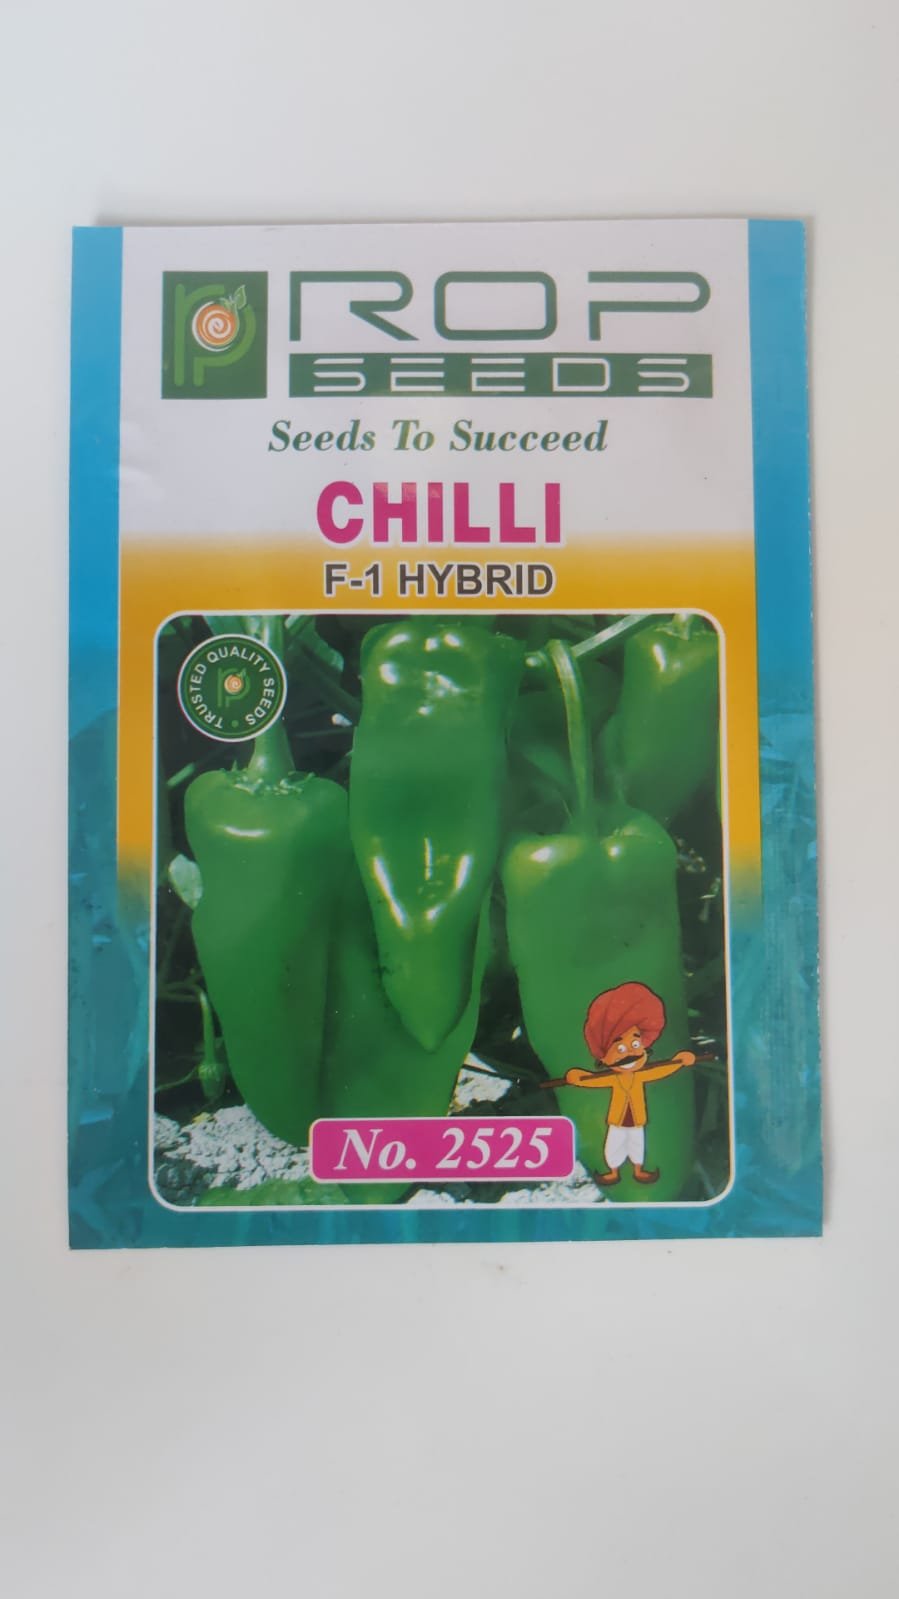 ROP
SEEDS
Seeds To Succeed
CHILLI
F-1 HYBRID
TRUSTED QUALITY SEEDS
No. 2525